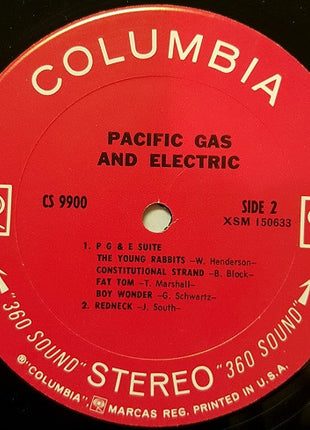 COLUMBIA
PACIFIC GAS
AND ELECTRIC
CS 9900
SIDE 2
XSM 150633
1. P G & E SUITE
THE YOUNG RABBITS -W. Henderson-
CONSTITUTIONAL STRAND -B. Block-
FAT TOM -T. Marshall-
BOY WONDER -G. Schwartz-
2. REDNECK -J. South-
"360 SOUND" STEREO "360 SOUND"
® "COLUMBIA", MARCAS REG. PRINTED IN U.S.A.